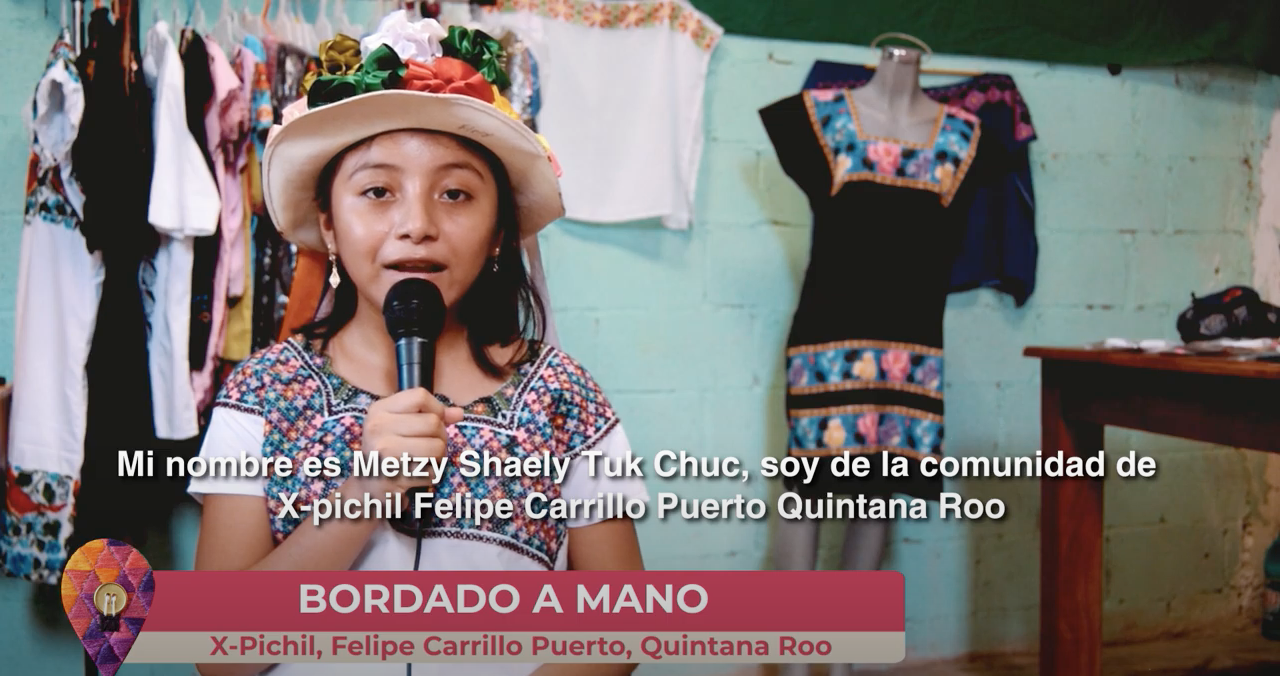 Mi nombre es Metzy Shaely Tuk Chuc, soy de la comunidad de
X-pichil Felipe Carrillo Puerto Quintana Roo
BORDADO A MANO
X-Pichil, Felipe Carrillo Puerto, Quintana Roo